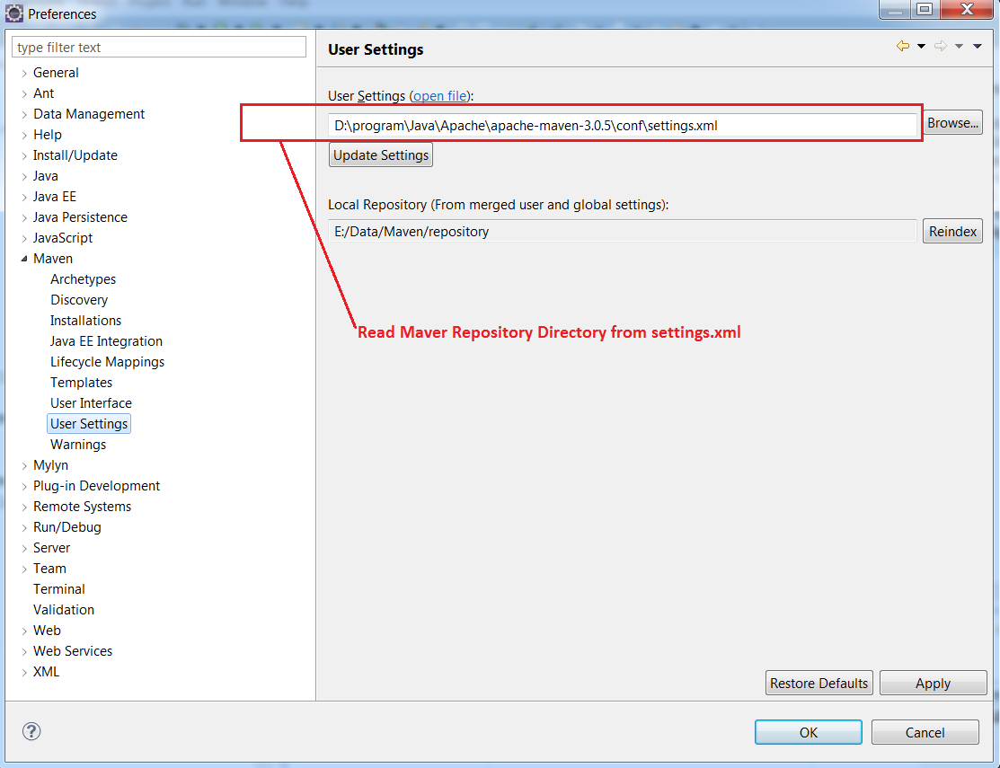 Preferences
type filter text
General
Ant
Data Management
Help
Install/Update
Java
Java EE
Java Persistence
JavaScript
Maven
Archetypes
Discovery
Installations
Java EE Integration
Lifecycle Mappings
Templates
User Interface
User Settings
Warnings
Mylyn
Plug-in Development
Remote Systems
Run/Debug
Server
Team
Terminal
Validation
Web
Web Services
XML
User Settings
User Settings (open file):
D:\program\Java\Apache\apache-maven-3.0.5\conf\settings.xml
Browse...
Update Settings
Local Repository (From merged user and global settings):
E:/Data/Maven/repository
Reindex
Read Maver Repository Directory from settings.xml
Restore Defaults
Apply
OK
Cancel